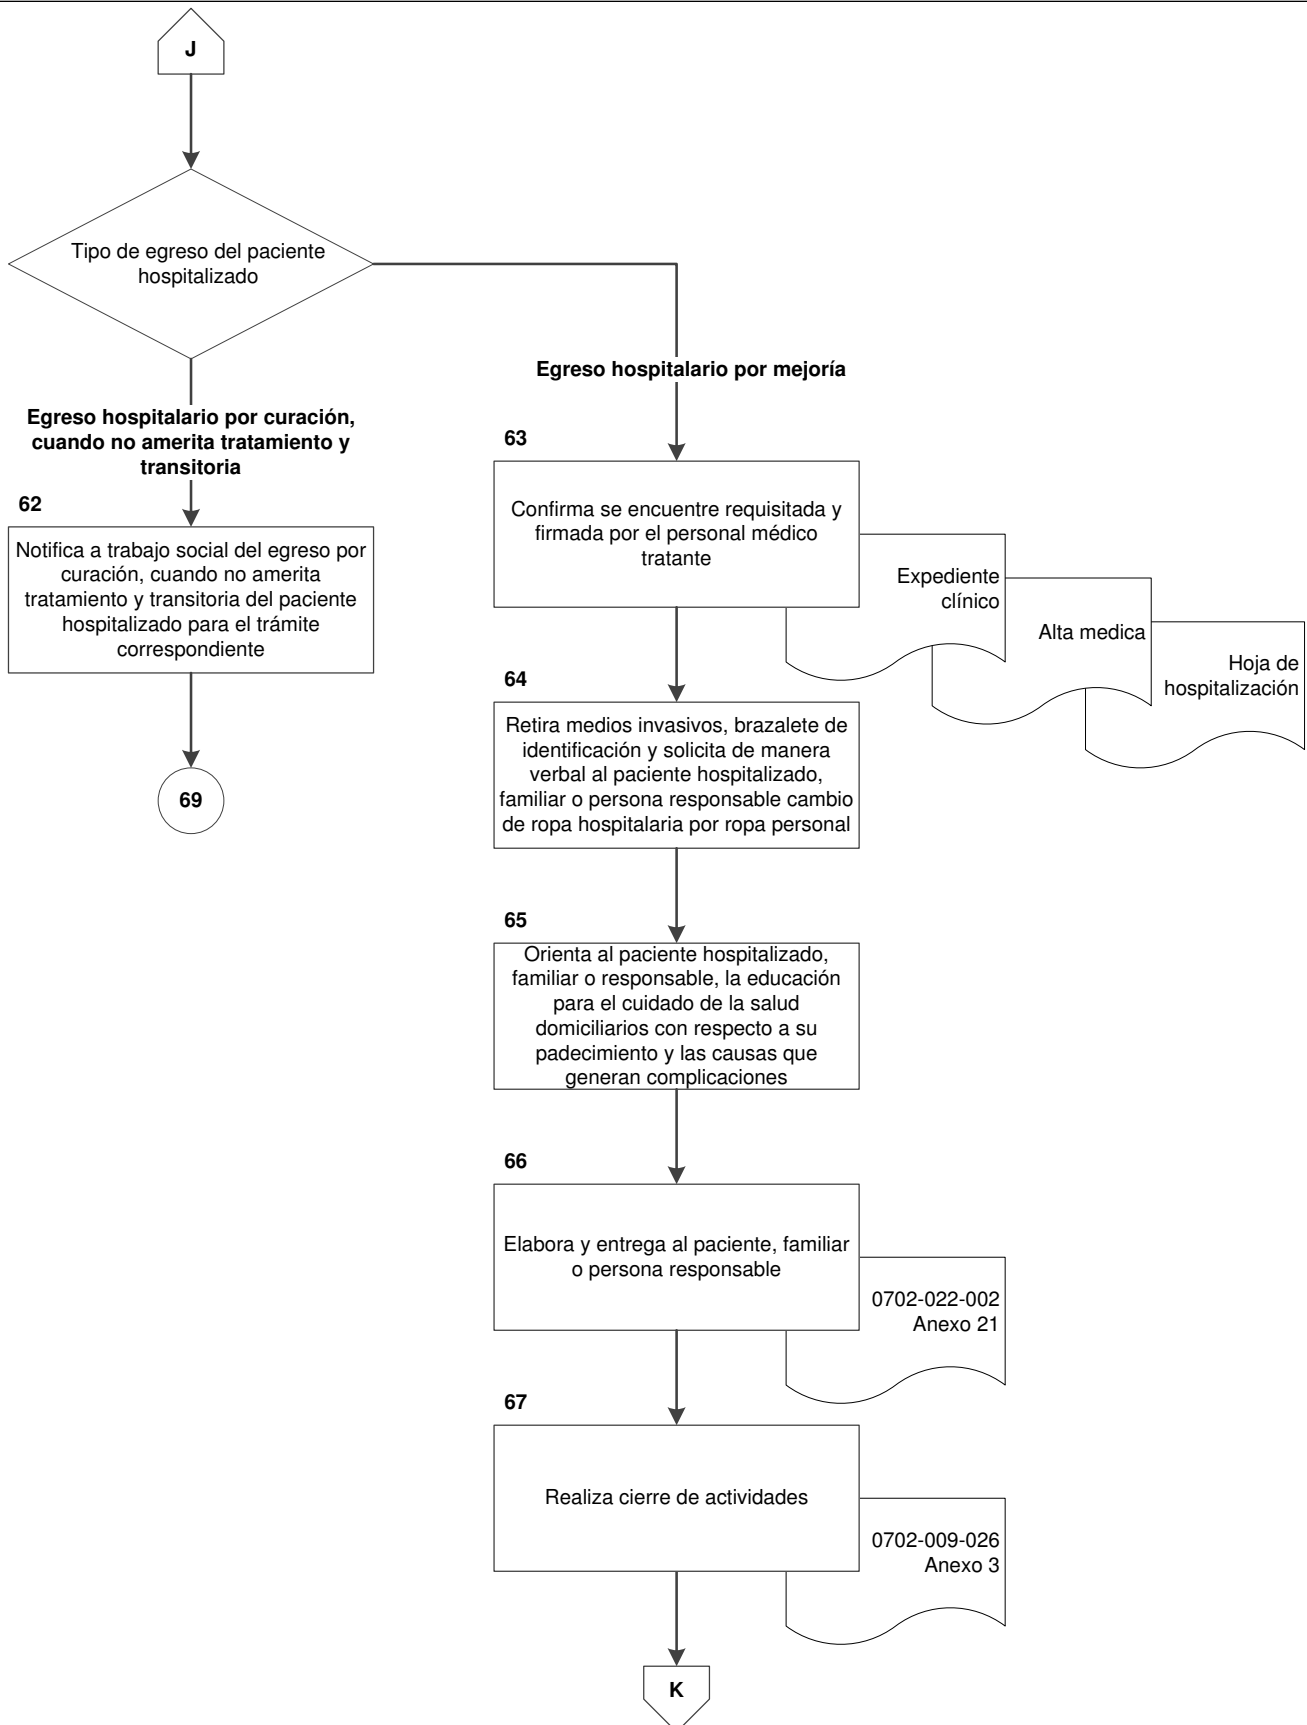 J
Tipo de egreso del paciente
hospitalizado
Egreso hospitalario por mejoría
Egreso hospitalario por curación,
cuando no amerita tratamiento y
transitoria
62
Notifica a trabajo social del egreso por
curación, cuando no amerita
tratamiento y transitoria del paciente
hospitalizado para el trámite
correspondiente
69
63
Confirma se encuentre requisitada y
firmada por el personal médico
tratante
Expediente
clínico
Alta medica
Hoja de
hospitalización
64
Retira medios invasivos, brazalete de
identificación y solicita de manera
verbal al paciente hospitalizado,
familiar o persona responsable cambio
de ropa hospitalaria por ropa personal
65
Orienta al paciente hospitalizado,
familiar o responsable, la educación
para el cuidado de la salud
domiciliarios con respecto a su
padecimiento y las causas que
generan complicaciones
66
Elabora y entrega al paciente, familiar
o persona responsable
0702-022-002
Anexo 21
67
Realiza cierre de actividades
0702-009-026
Anexo 3
K